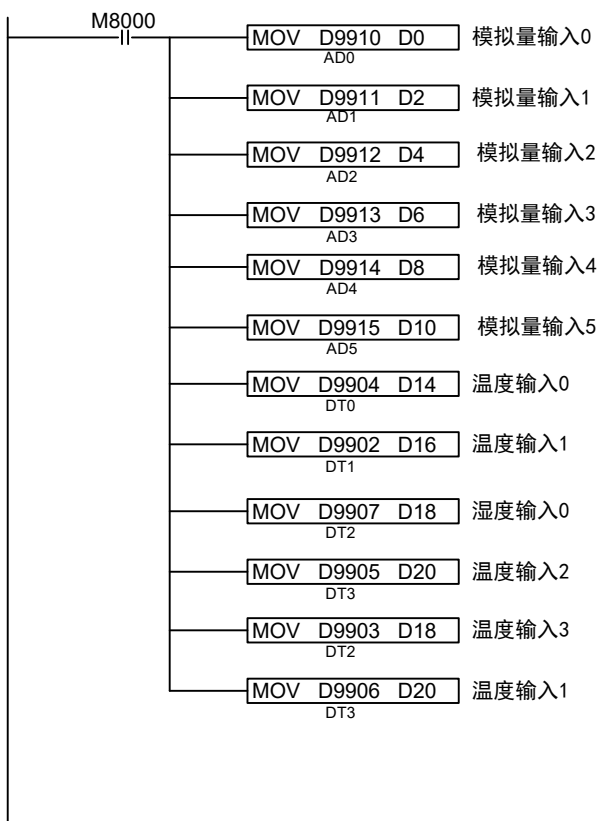 M8000
MOV D9910 D0 模拟量输入0
AD0
MOV D9911 D2 模拟量输入1
AD1
MOV D9912 D4 模拟量输入2
AD2
MOV D9913 D6 模拟量输入3
AD3
MOV D9914 D8 模拟量输入4
AD4
MOV D9915 D10 模拟量输入5
AD5
MOV D9904 D14 温度输入0
DT0
MOV D9902 D16 温度输入1
DT1
MOV D9907 D18 湿度输入0
DT2
MOV D9905 D20 温度输入2
DT3
MOV D9903 D18 温度输入3
DT2
MOV D9906 D20 温度输入1
DT3